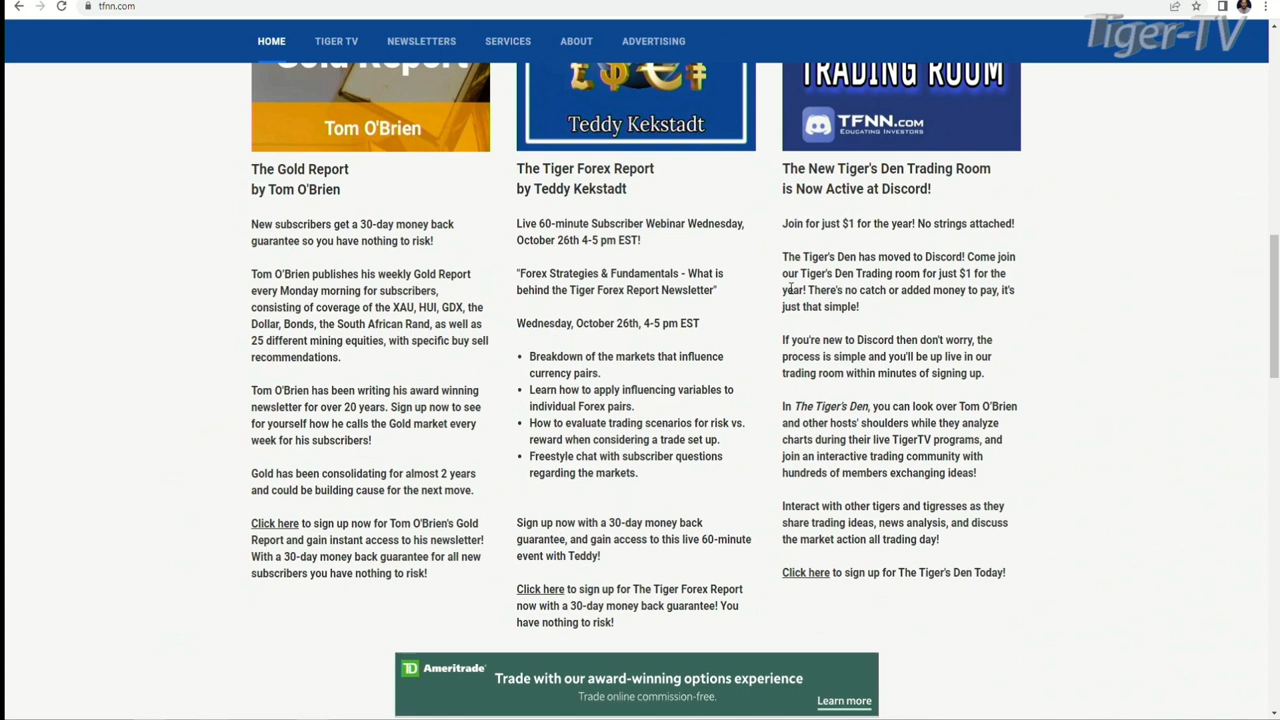 tfnn.com
HOME
TIGER TV
NEWSLETTERS
SERVICES
ABOUT
ADVERTISING
Tiger-TV
Gold Report
Tom O'Brien
The Gold Report
by Tom O'Brien
New subscribers get a 30-day money back
guarantee so you have nothing to risk!
Tom O'Brien publishes his weekly Gold Report
every Monday morning for subscribers,
consisting of coverage of the XAU, HUI, GDX, the
Dollar, Bonds, the South African Rand, as well as
25 different mining equities, with specific buy sell
recommendations.
Tom O'Brien has been writing his award winning
newsletter for over 20 years. Sign up now to see
for yourself how he calls the Gold market every
week for his subscribers!
Gold has been consolidating for almost 2 years
and could be building cause for the next move.
Click here to sign up now for Tom O'Brien's Gold
Report and gain instant access to his newsletter!
With a 30-day money back guarantee for all new
subscribers you have nothing to risk!
£ $ ¥ € ₸
Teddy Kekstadt
The Tiger Forex Report
by Teddy Kekstadt
Live 60-minute Subscriber Webinar Wednesday,
October 26th 4-5 pm EST!
"Forex Strategies & Fundamentals - What is
behind the Tiger Forex Report Newsletter"
Wednesday, October 26th, 4-5 pm EST
• Breakdown of the markets that influence
currency pairs.
• Learn how to apply influencing variables to
individual Forex pairs.
• How to evaluate trading scenarios for risk vs.
reward when considering a trade set up.
• Freestyle chat with subscriber questions
regarding the markets.
Sign up now with a 30-day money back
guarantee, and gain access to this live 60-minute
event with Teddy!
Click here to sign up for The Tiger Forex Report
now with a 30-day money back guarantee! You
have nothing to risk!
TRADING ROOM
TFNN.COM
EDUCATING INVESTORS
The New Tiger's Den Trading Room
is Now Active at Discord!
Join for just $1 for the year! No strings attached!
The Tiger's Den has moved to Discord! Come join
our Tiger's Den Trading room for just $1 for the
year! There's no catch or added money to pay, it's
just that simple!
If you're new to Discord then don't worry, the
process is simple and you'll be up live in our
trading room within minutes of signing up.
In The Tiger's Den, you can look over Tom O'Brien
and other hosts' shoulders while they analyze
charts during their live TigerTV programs, and
join an interactive trading community with
hundreds of members exchanging ideas!
Interact with other tigers and tigresses as they
share trading ideas, news analysis, and discuss
the market action all trading day!
Click here to sign up for The Tiger's Den Today!
TD Ameritrade
Trade with our award-winning options experience
Trade online commission-free.
Learn more